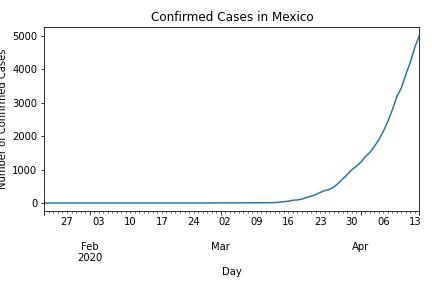 Confirmed Cases in Mexico
Number of Confirmed Cases
5000
4000
3000
2000
1000
0
27 03 10 17 24 02 09 16 23 30 06 13
Feb Mar Apr
2020
Day